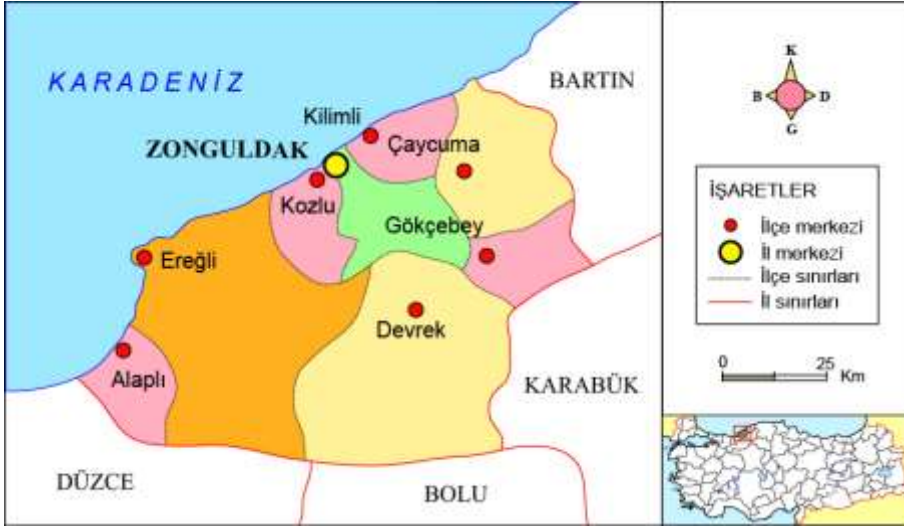 KARADENİZ
BARTIN
Kilimli
ZONGULDAK
Çaycuma
Kozlu
Gökçebey
Ereğli
Devrek
Alaplı
KARABÜK
DÜZCE
BOLU
K
B
D
G
İŞARETLER
İlçe merkezi
İl merkezi
İlçe sınırları
İl sınırları
0 25
Km